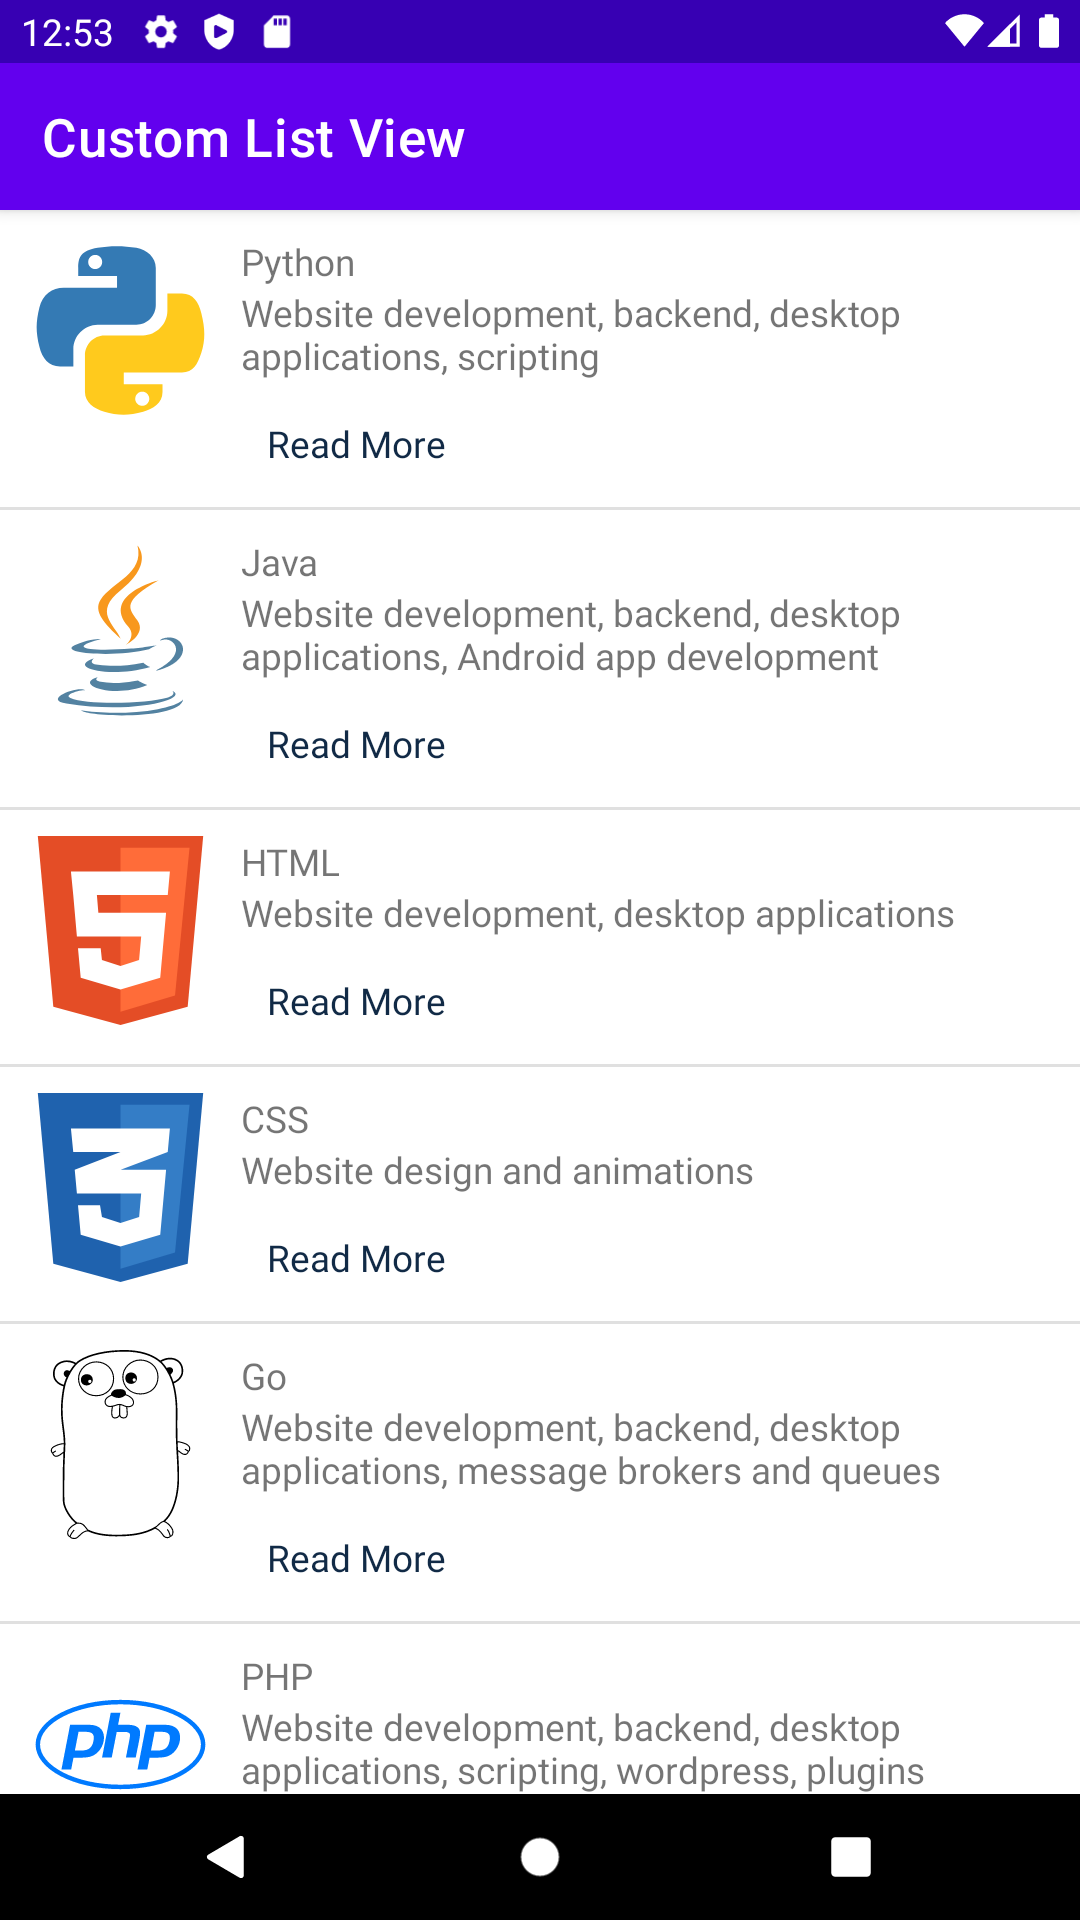 12:53
Custom List View
Python
Website development, backend, desktop
applications, scripting
Read More
Java
Website development, backend, desktop
applications, Android app development
Read More
HTML
Website development, desktop applications
Read More
CSS
Website design and animations
Read More
Go
Website development, backend, desktop
applications, message brokers and queues
Read More
PHP
php
Website development, backend, desktop
applications, scripting, wordpress, plugins